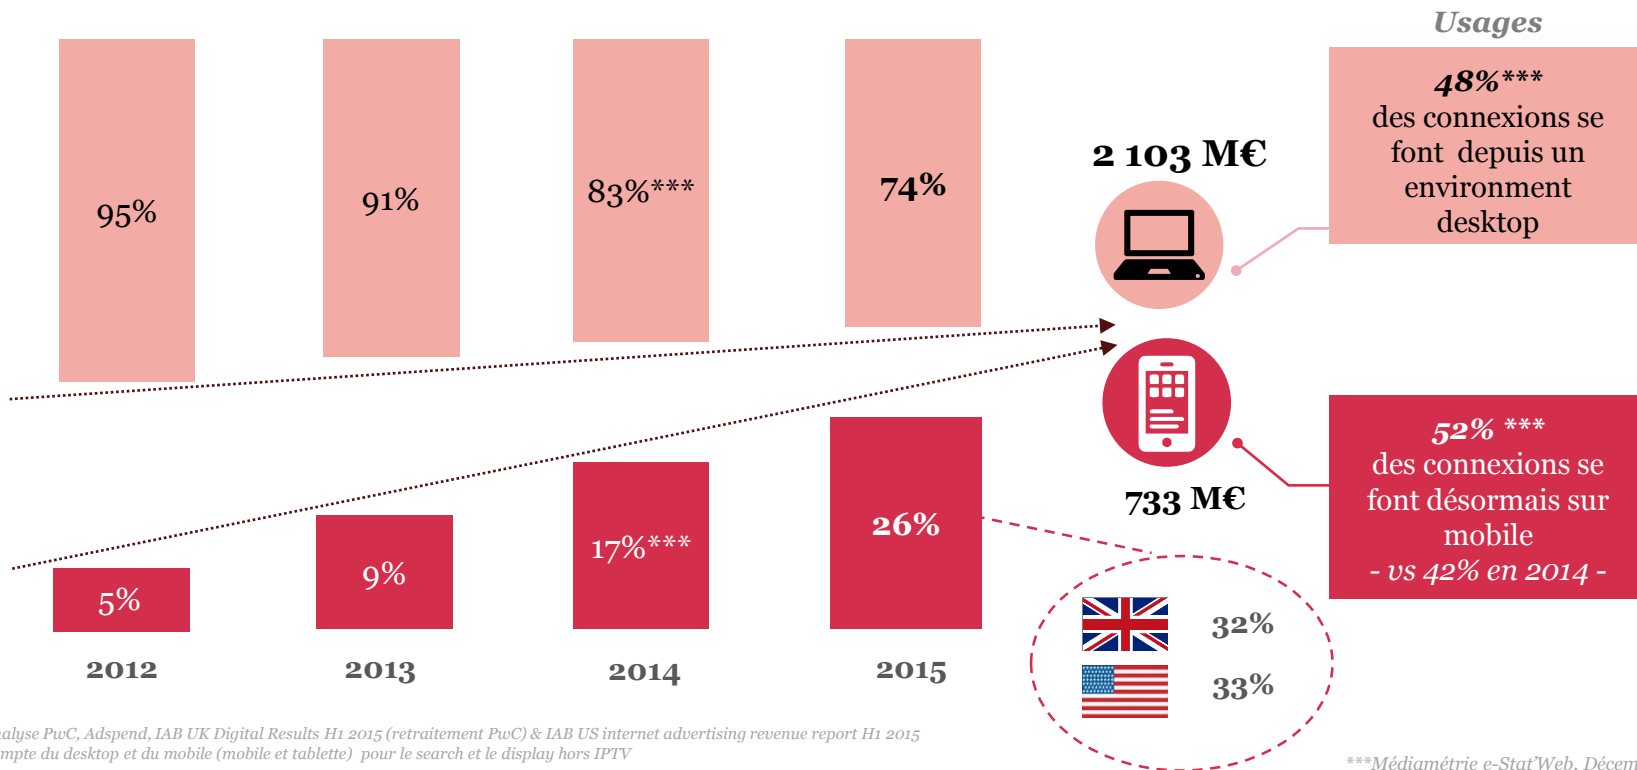 Usages
48%***
des connexions se
font depuis un
environment
desktop
2 103 M€
95%
91%
83%***
74%
52% ***
des connexions se
font désormais sur
mobile
- vs 42% en 2014 -
733 M€
5%
9%
17%***
26%
32%
33%
2012
2013
2014
2015
nalyse PwC, Adspend, IAB UK Digital Results H1 2015 (retraitement PwC) & IAB US internet advertising revenue report H1 2015
mpte du desktop et du mobile (mobile et tablette) pour le search et le display hors IPTV
***Médiamétrie e-Stat'Web, Décem